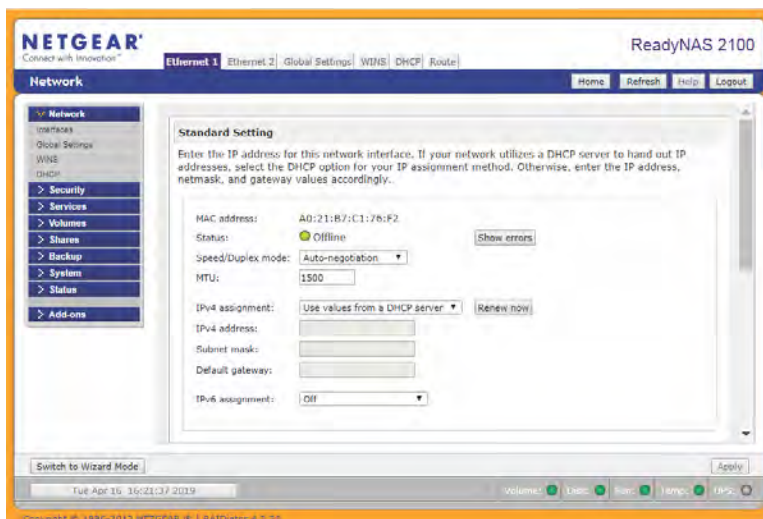 NETGEAR®
Connect with Innovation™
ReadyNAS 2100
Ethernet 1 Ethernet 2 Global Settings WINS DHCP Route
Network
Home Refresh Help Logout
Network
Interfaces
Global Settings
WINS
DHCP
> Security
> Services
> Volumes
> Shares
> Backup
> System
> Status
> Add-ons
Standard Setting
Enter the IP address for this network interface. If your network utilizes a DHCP server to hand out IP
addresses, select the DHCP option for your IP assignment method. Otherwise, enter the IP address,
netmask, and gateway values accordingly.
MAC address: A0:21:B7:C1:76:F2
Status: Offline Show errors
Speed/Duplex mode: Auto-negotiation
MTU: 1500
IPv4 assignment: Use values from a DHCP server Renew now
IPv4 address:
Subnet mask:
Default gateway:
IPv6 assignment: Off
Switch to Wizard Mode Apply
Tue Apr 16 16:21:37 2019 Volume: Disk: Fan: Temp: UPS: